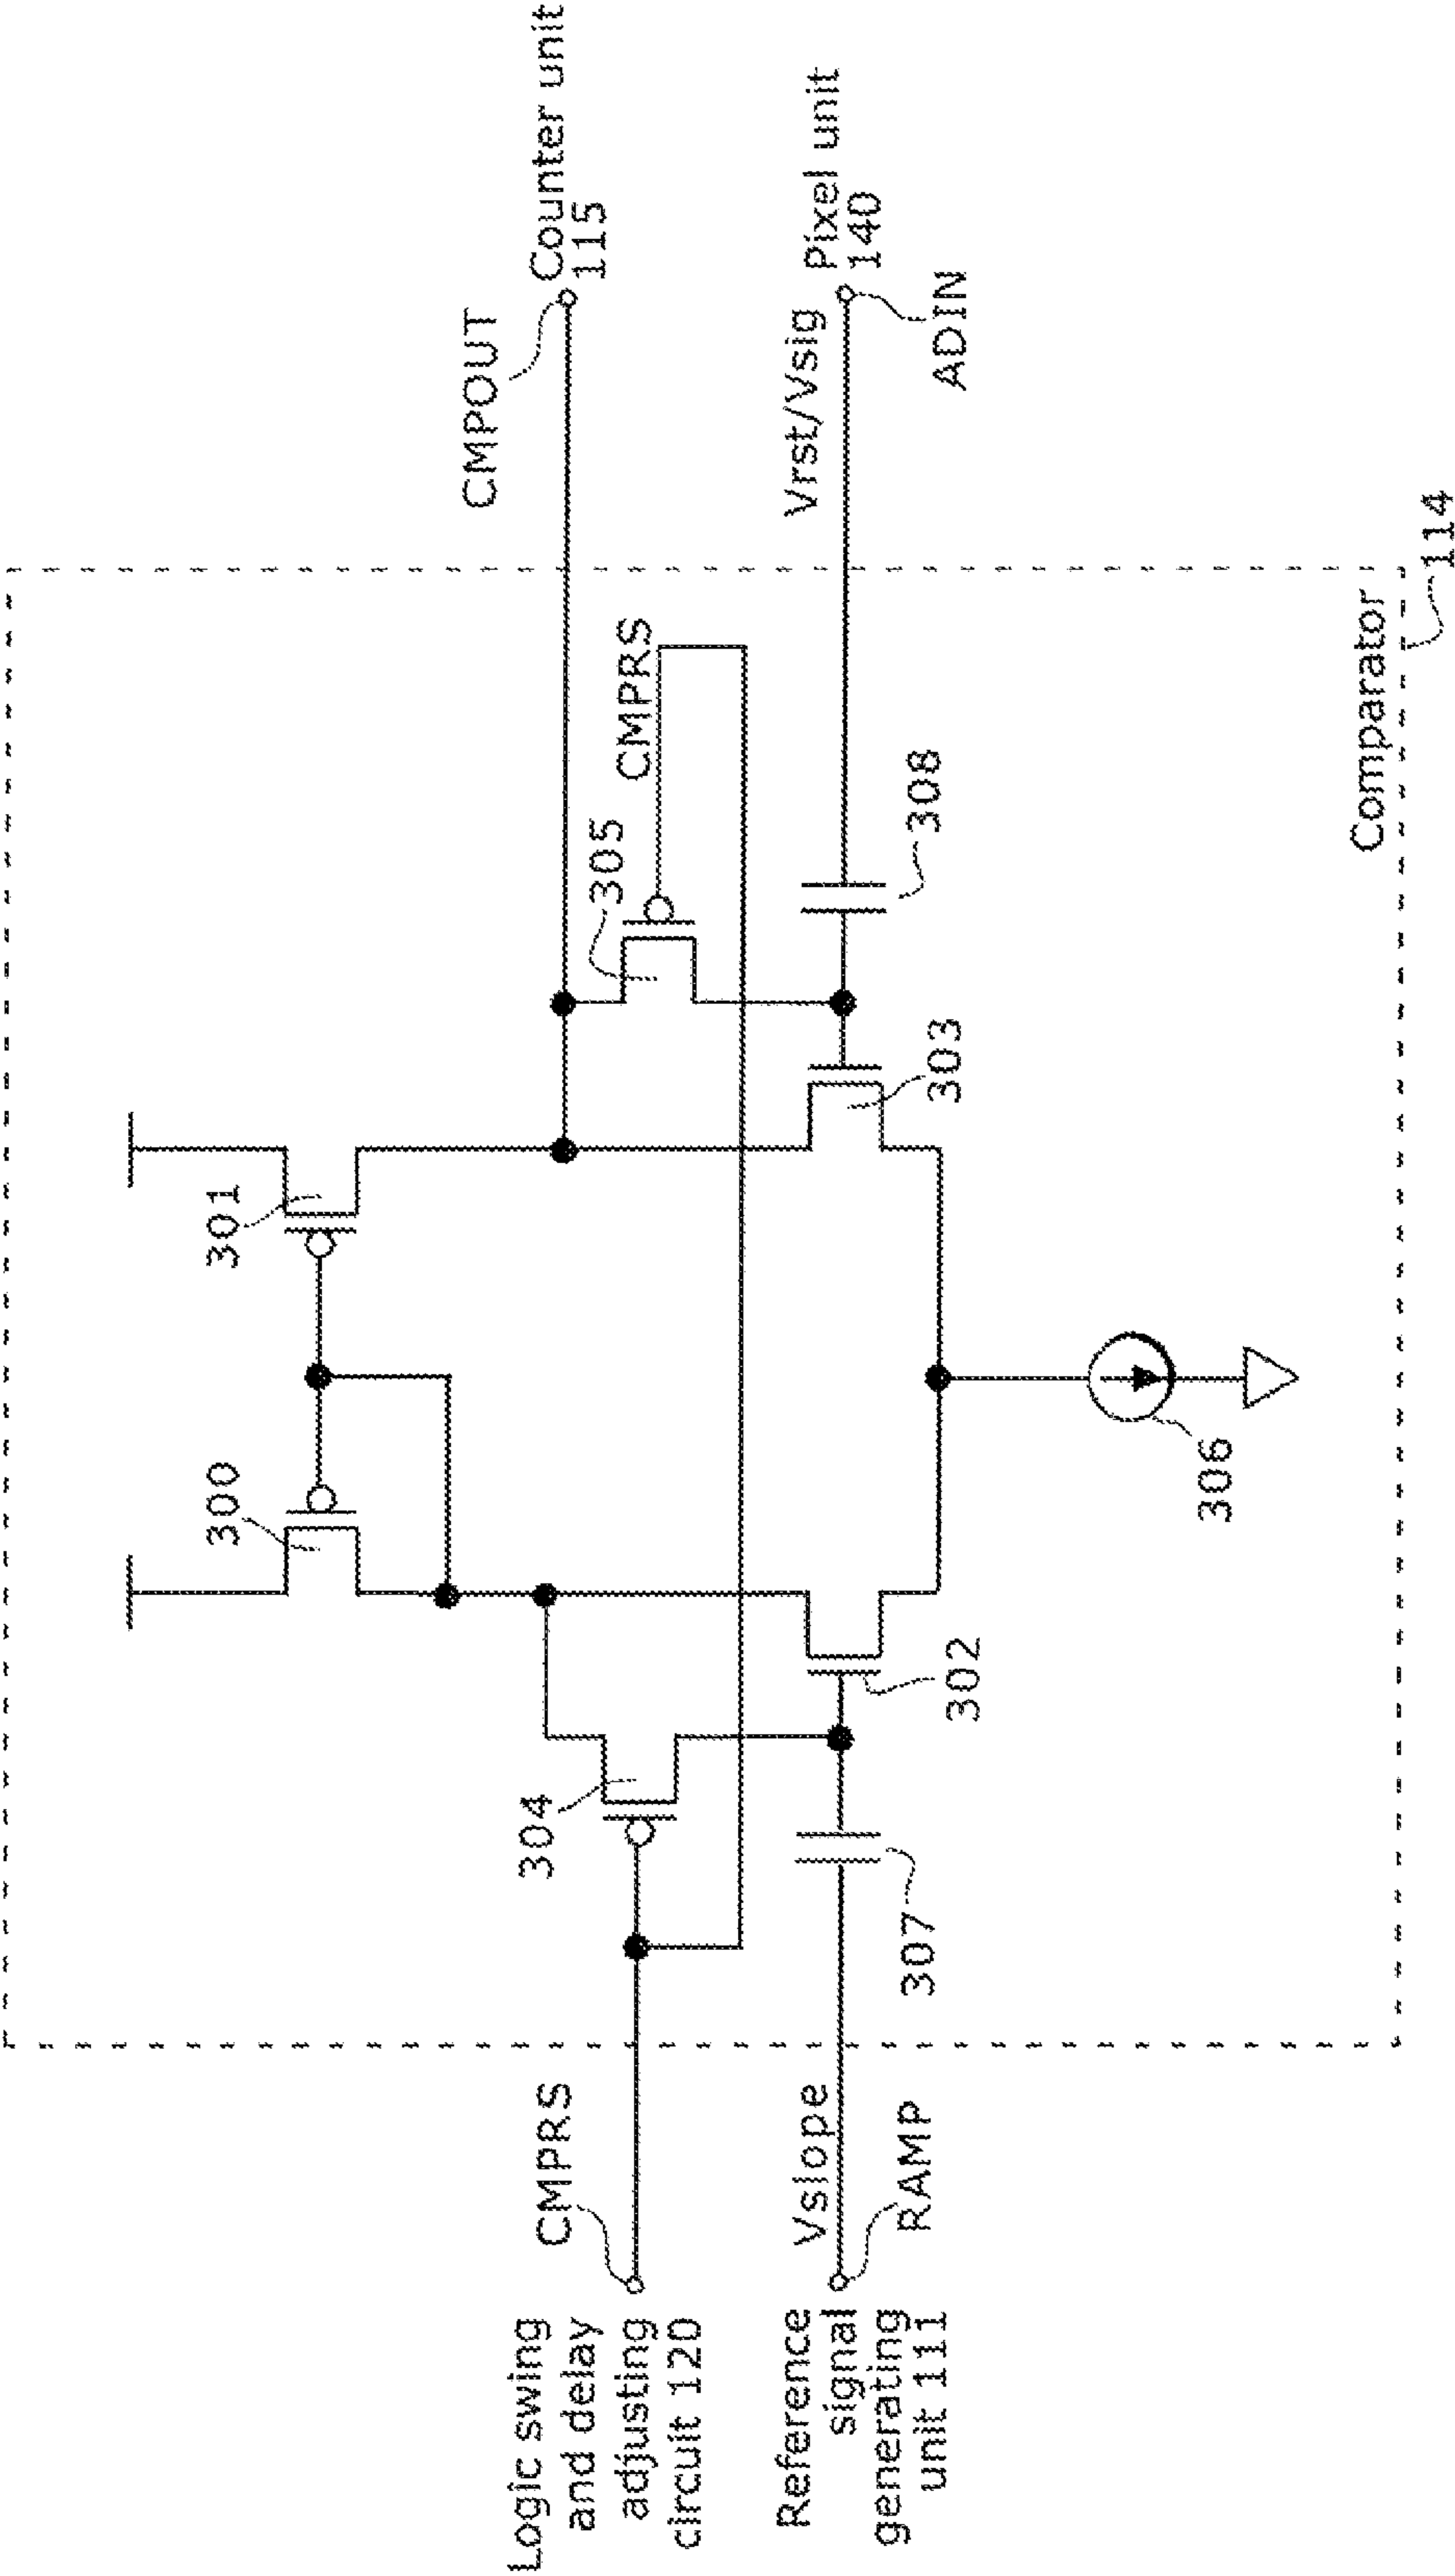 Logic swing
and delay
adjusting
circuit 120
CMPRS
Reference
signal
generating
unit 111
Vslope
RAMP
300
301
304
305
CMPRS
302
303
307
308
306
Comparator
114
CMPOUT
Counter unit
115
Vrst/Vsig
Pixel unit
140
ADIN